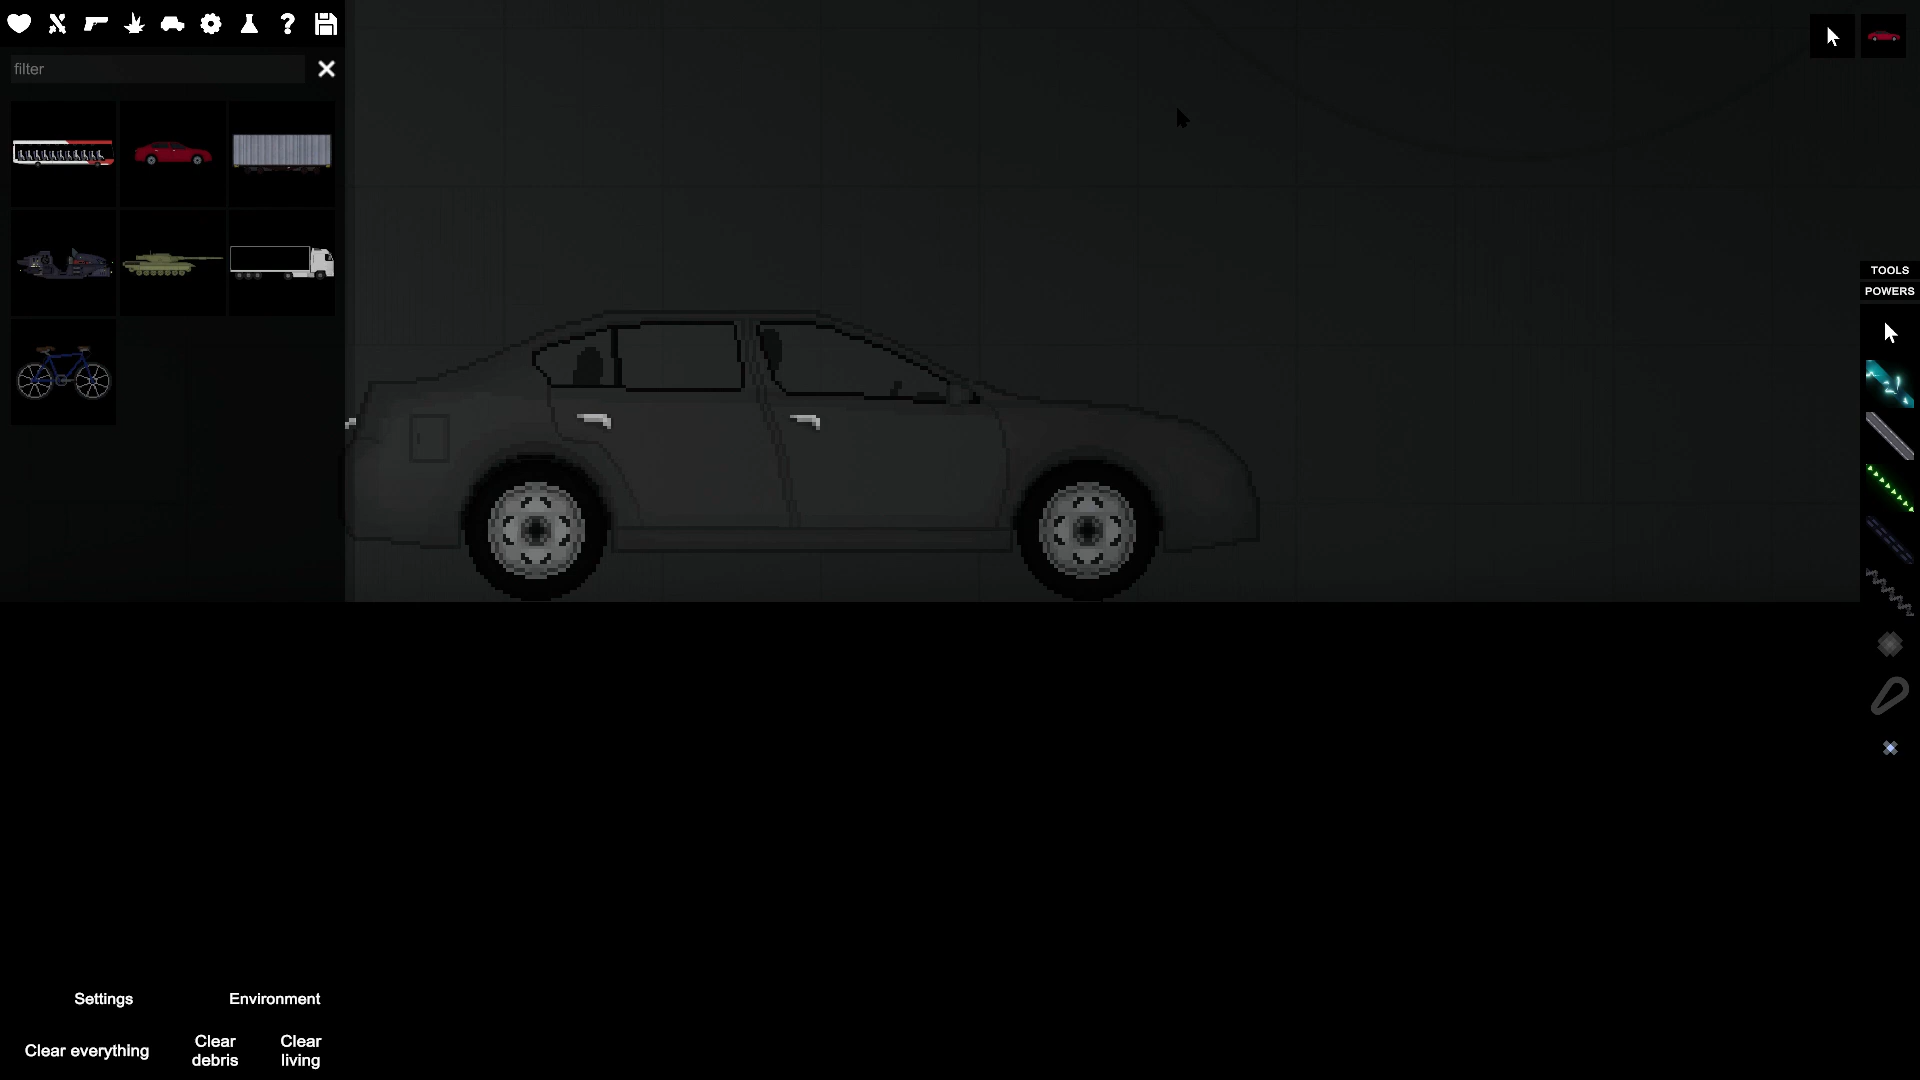 filter
TOOLS
POWERS
Settings
Environment
Clear everything
Clear
debris
Clear
living